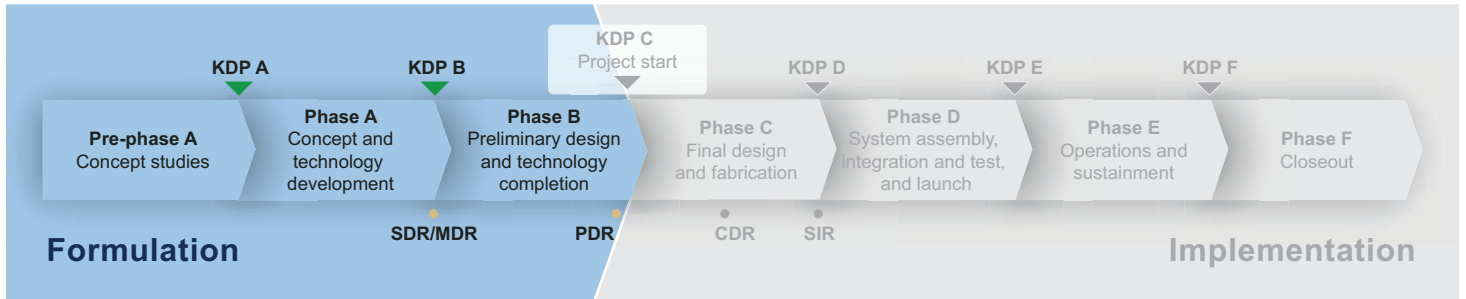 KDP C
Project start
KDP A
KDP B
KDP D
KDP E
KDP F
Pre-phase A
Concept studies
Phase A
Concept and
technology
development
Phase B
Preliminary design
and technology
completion
Phase C
Final design
and fabrication
Phase D
System assembly,
integration and test,
and launch
Phase E
Operations and
sustainment
Phase F
Closeout
SDR/MDR
PDR
CDR
SIR
Formulation
Implementation